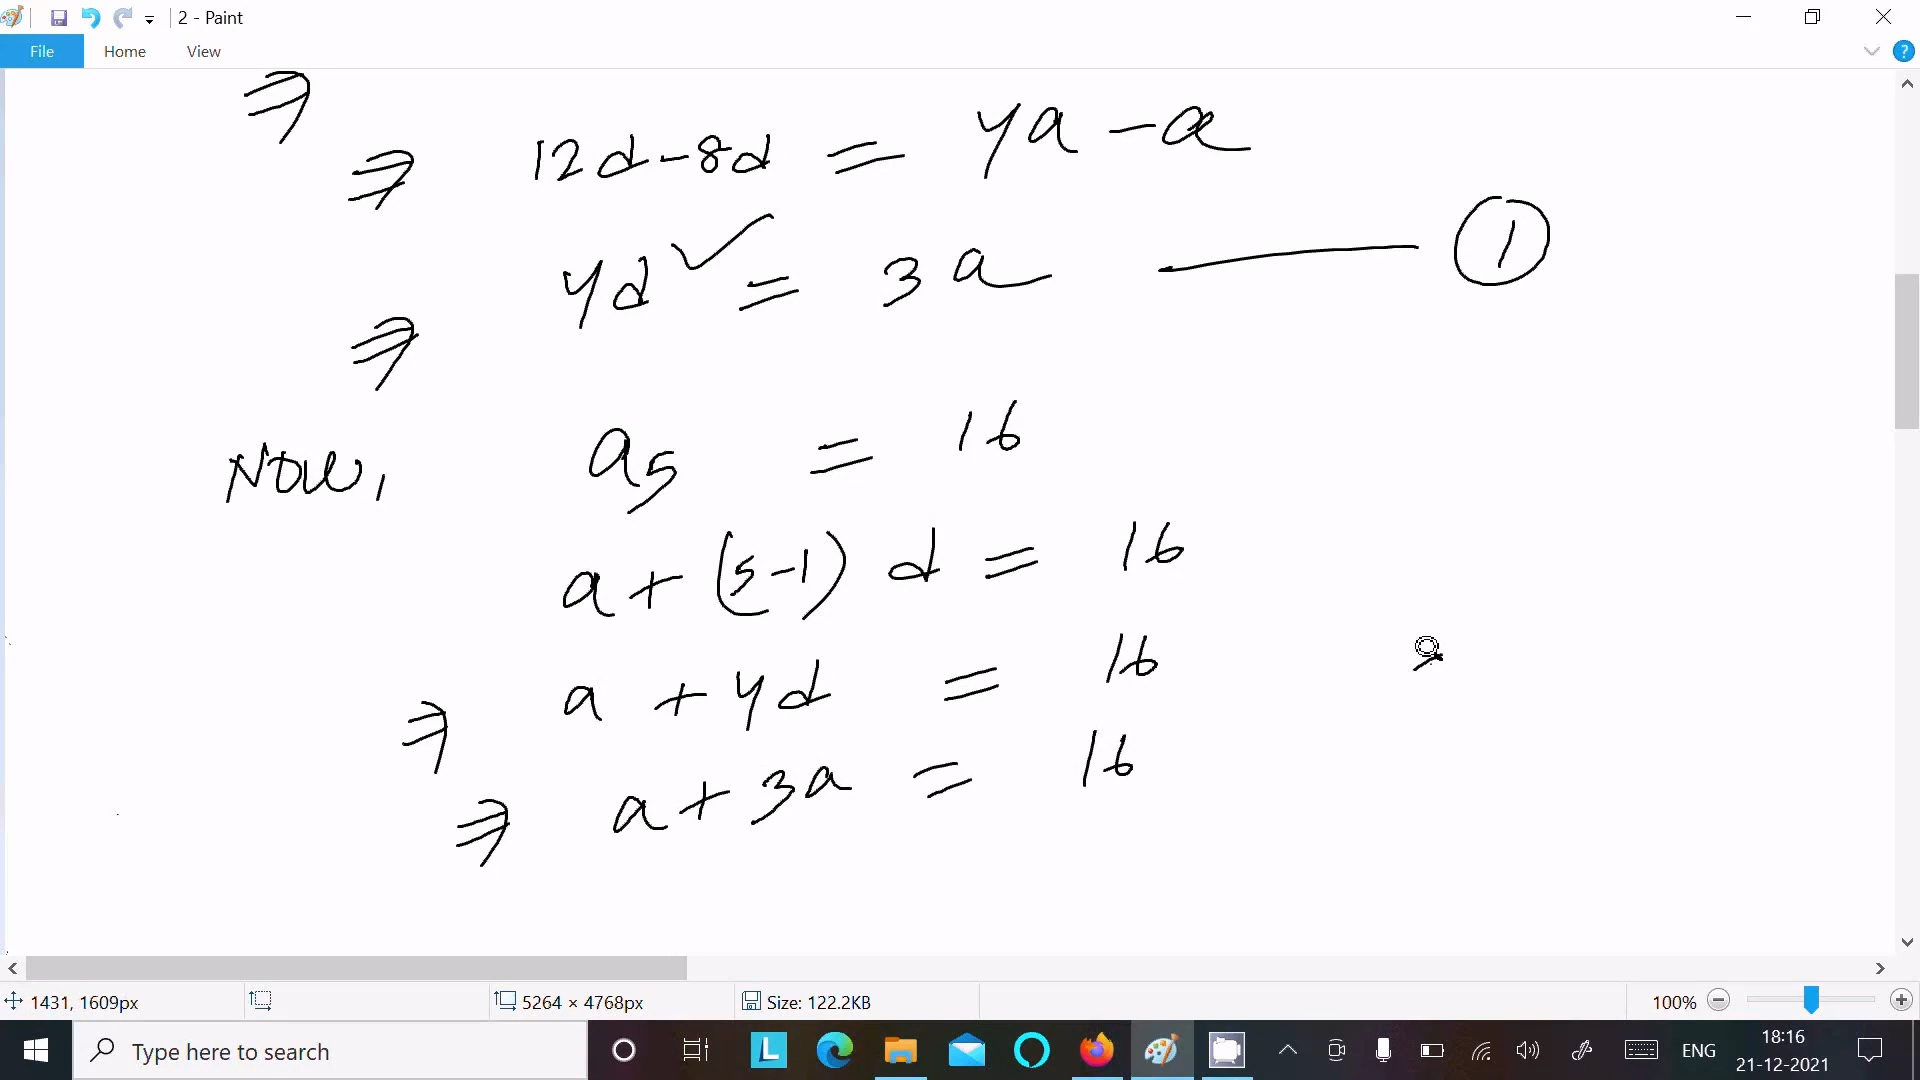 2 - Paint
File Home View
⇒
⇒ 12d-8d = 4a-a
⇒ 4d ✓ = 3a ——— ①
Now, a₅ = 16
a+(5-1)d = 16
⇒ a+4d = 16
⇒ a+3a = 16
1431, 1609px 5264 × 4768px Size: 122.2KB 100%
Type here to search L ENG 18:16
21-12-2021